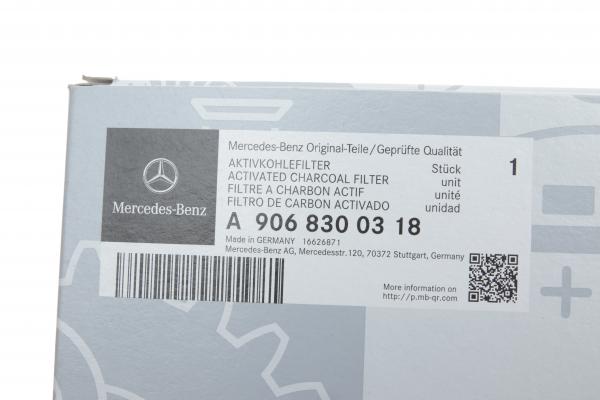 Mercedes-Benz Original-Teile/Geprüfte Qualität
AKTIVKOHLEFILTER Stück 1
ACTIVATED CHARCOAL FILTER unit
FILTRE A CHARBON ACTIF unité
FILTRO DE CARBON ACTIVADO unidad
Mercedes-Benz
A 906 830 03 18
Made in GERMANY 16626871
Mercedes-Benz AG, Mercedesstr.120, 70372 Stuttgart, Germany
More information on
http://p.mb-qr.com/